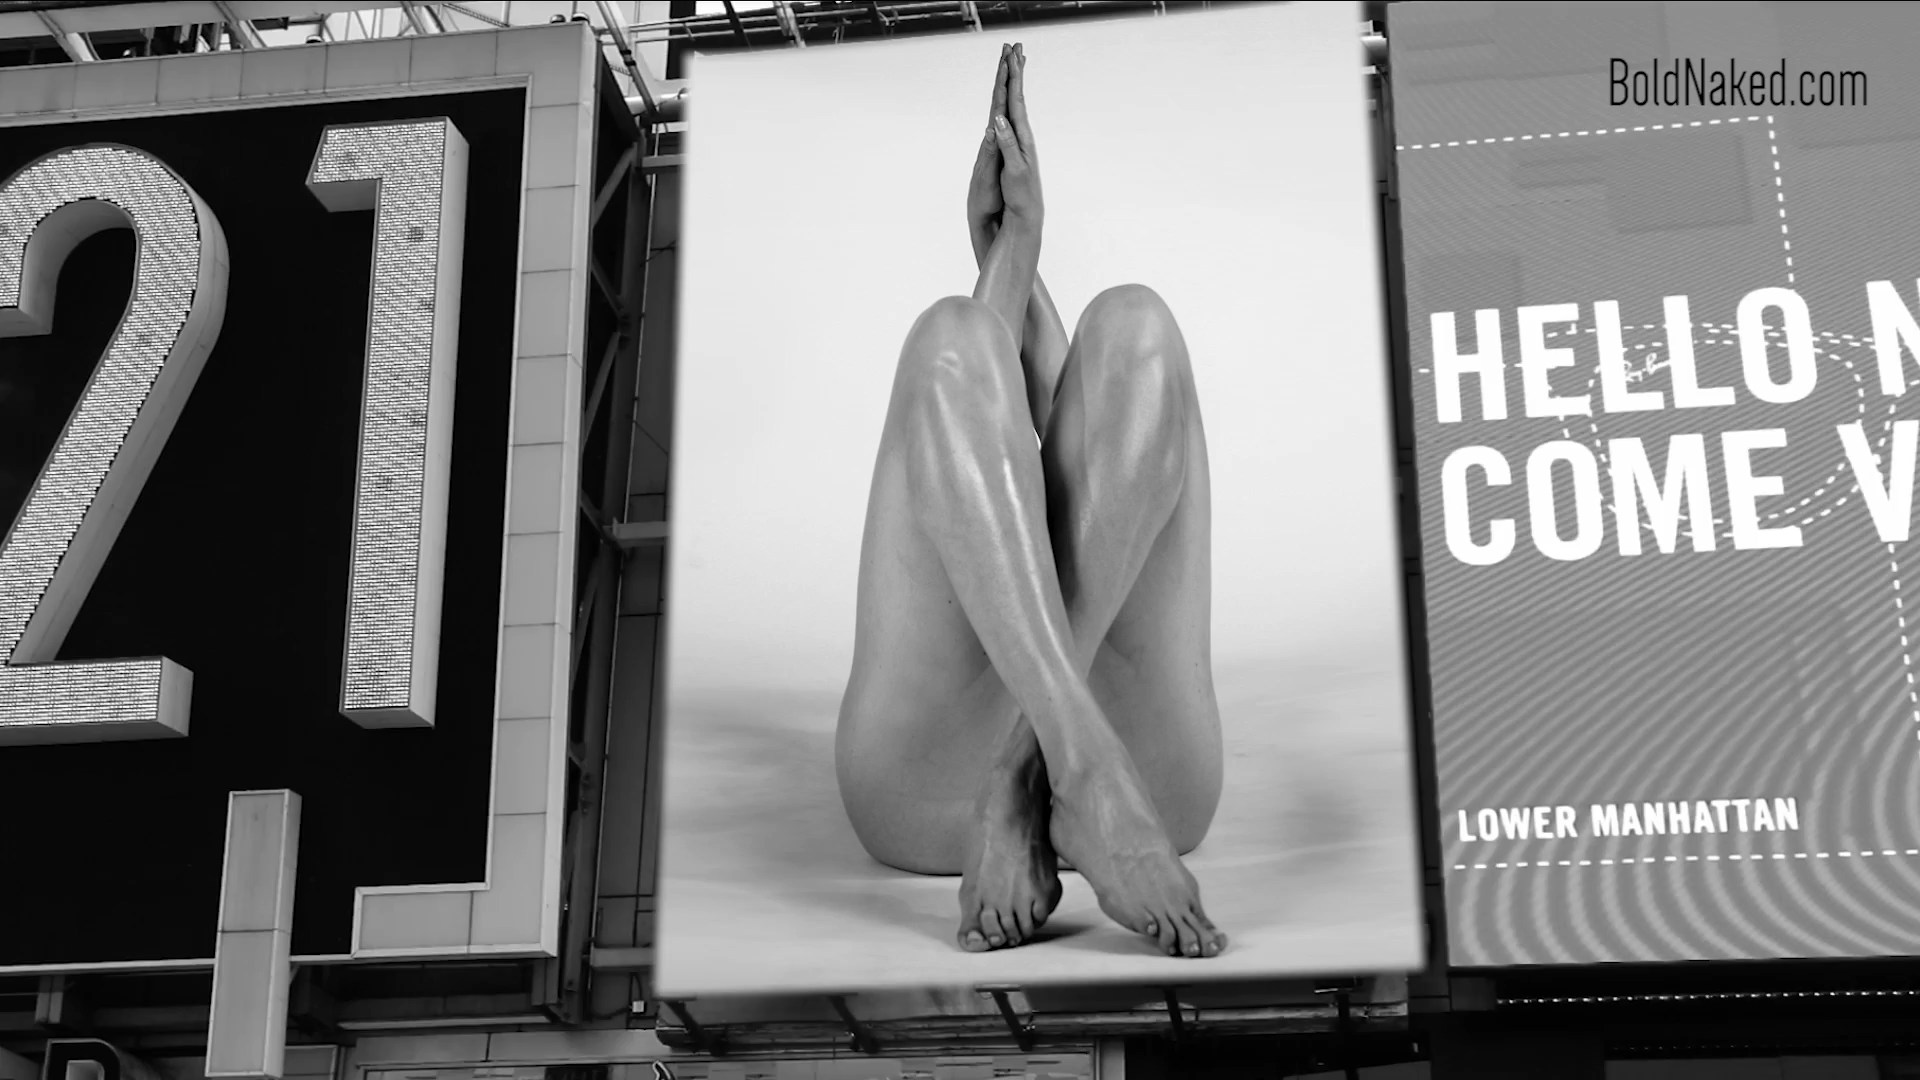 21
BoldNaked.com
HELLO N
COME V
LOWER MANHATTAN